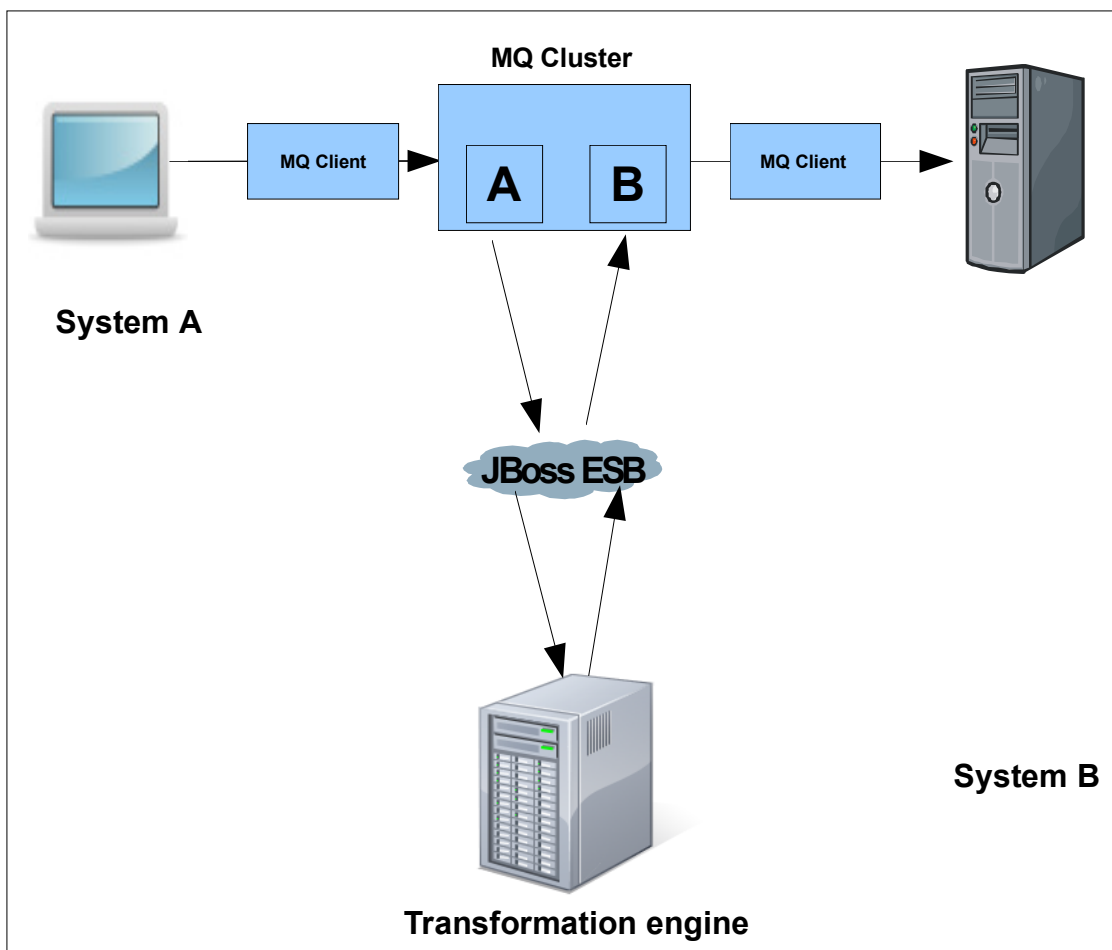 MQ Cluster
MQ Client
A
B
MQ Client
System A
JBoss ESB
System B
Transformation engine